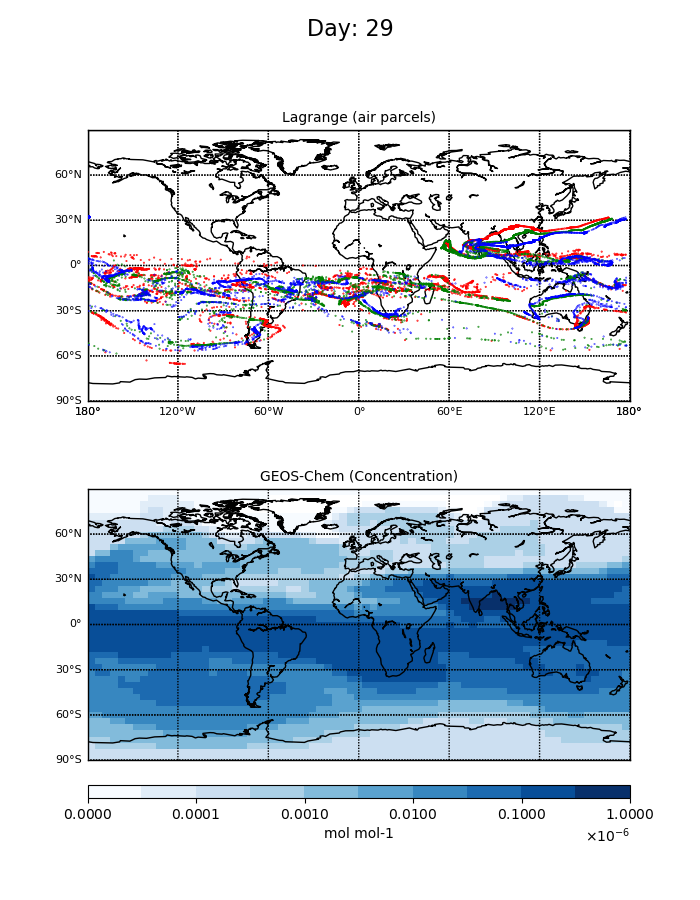 Day: 29
Lagrange (air parcels)
60°N
30°N
0°
30°S
60°S
90°S
180° 120°W 60°W 0° 60°E 120°E 180°
GEOS-Chem (Concentration)
60°N
30°N
0°
30°S
60°S
90°S
0.0000 0.0001 0.0010 0.0100 0.1000 1.0000
mol mol-1
×10⁻⁶